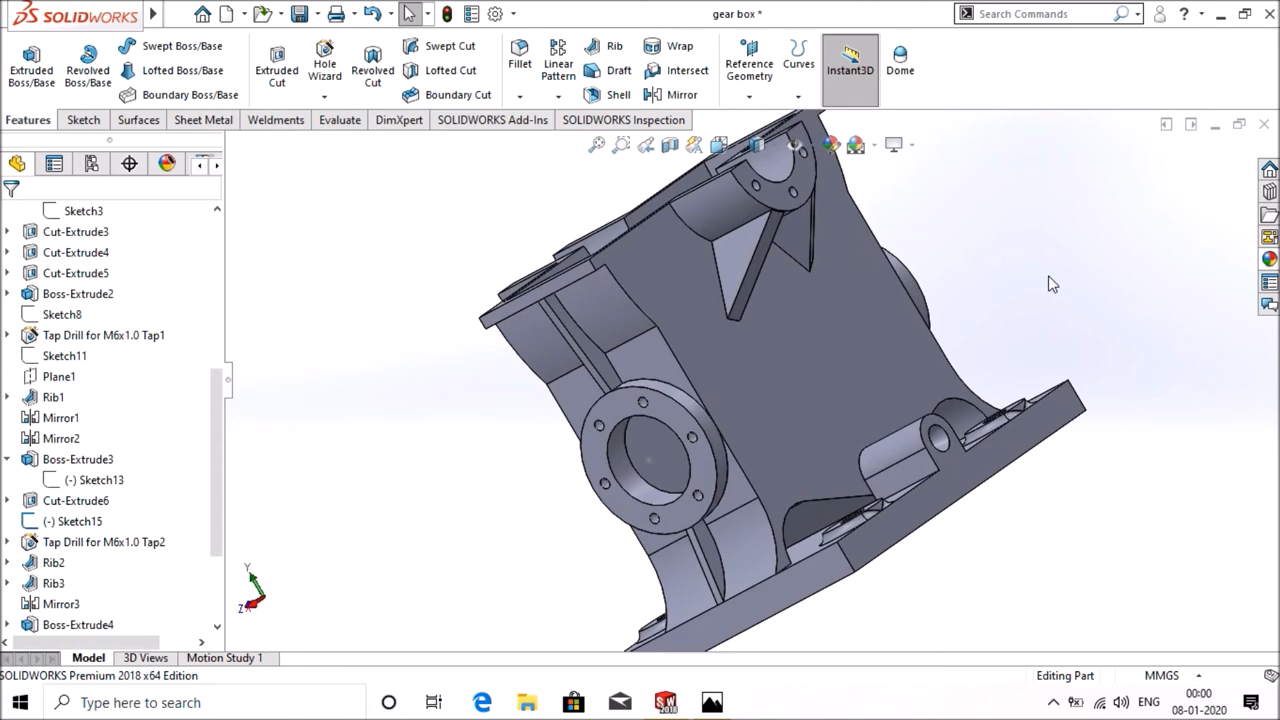 SOLIDWORKS
gear box *
Search Commands
?
Extruded Boss/Base
Revolved Boss/Base
Swept Boss/Base
Lofted Boss/Base
Boundary Boss/Base
Extruded Cut
Hole Wizard
Revolved Cut
Swept Cut
Lofted Cut
Boundary Cut
Fillet
Linear Pattern
Rib
Draft
Shell
Wrap
Intersect
Mirror
Reference Geometry
Curves
Instant3D
Dome
Features
Sketch
Surfaces
Sheet Metal
Weldments
Evaluate
DimXpert
SOLIDWORKS Add-Ins
SOLIDWORKS Inspection
Sketch3
Cut-Extrude3
Cut-Extrude4
Cut-Extrude5
Boss-Extrude2
Sketch8
Tap Drill for M6x1.0 Tap1
Sketch11
Plane1
Rib1
Mirror1
Mirror2
Boss-Extrude3
(-) Sketch13
Cut-Extrude6
(-) Sketch15
Tap Drill for M6x1.0 Tap2
Rib2
Rib3
Mirror3
Boss-Extrude4
Y
Z
Model
3D Views
Motion Study 1
SOLIDWORKS Premium 2018 x64 Edition
Editing Part
MMGS
Type here to search
SW
2018
ENG
00:00
08-01-2020